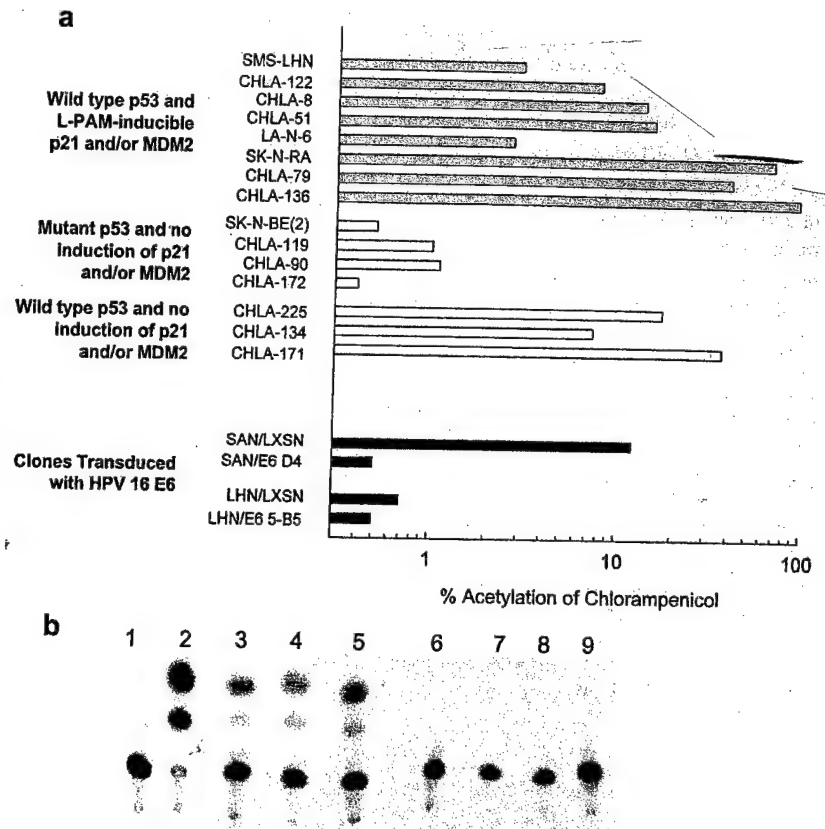 a
Wild type p53 and
L-PAM-inducible
p21 and/or MDM2
SMS-LHN
CHLA-122
CHLA-8
CHLA-51
LA-N-6
SK-N-RA
CHLA-79
CHLA-136
Mutant p53 and no
induction of p21
and/or MDM2
SK-N-BE(2)
CHLA-119
CHLA-90
CHLA-172
Wild type p53 and no
induction of p21
and/or MDM2
CHLA-225
CHLA-134
CHLA-171
Clones Transduced
with HPV 16 E6
SAN/LXSN
SAN/E6 D4
LHN/LXSN
LHN/E6 5-B5
1 10 100
% Acetylation of Chlorampenicol
b
1 2 3 4 5 6 7 8 9